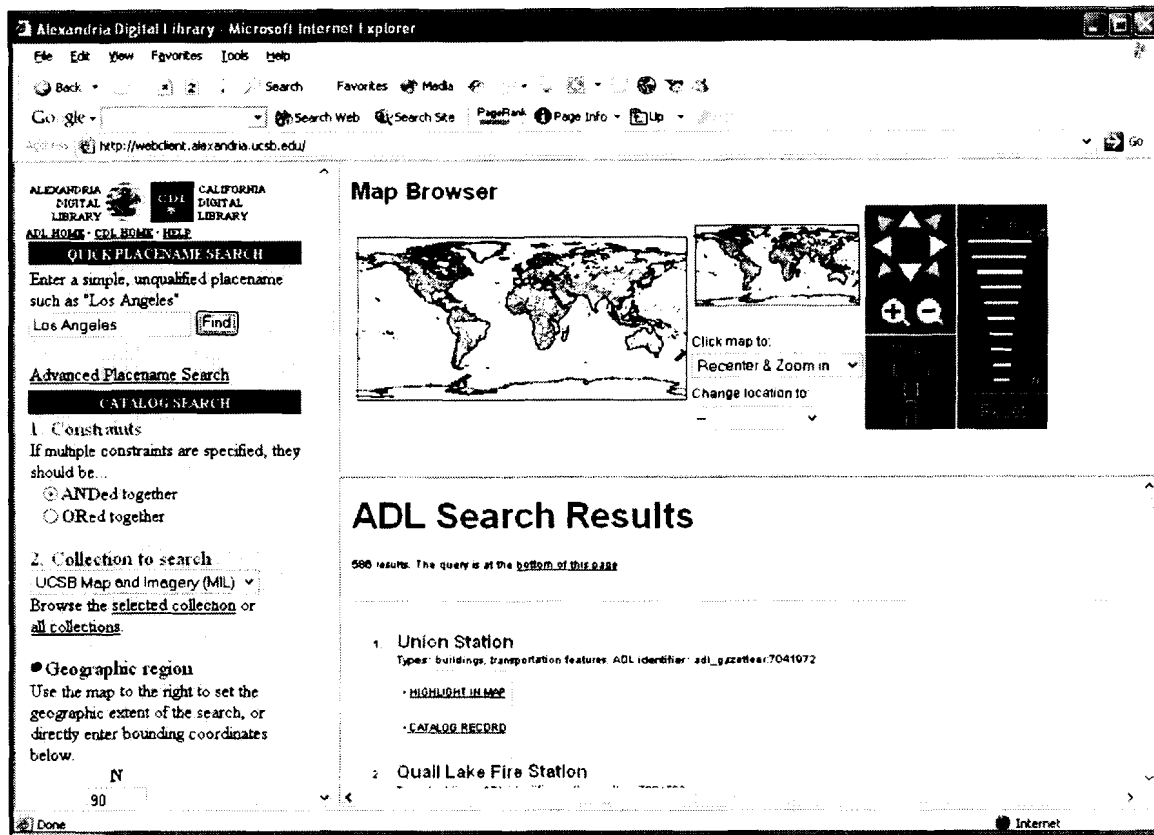 Alexandria Digital Library - Microsoft Internet Explorer
File Edit View Favorites Tools Help
Back Search Favorites Media
Google Search Web Search Site PageRank Page Info Up
Address http://webclient.alexandria.ucsb.edu/ Go
ALEXANDRIA DIGITAL LIBRARY CDL CALIFORNIA DIGITAL LIBRARY
ADL HOME · CDL HOME · HELP
QUICK PLACENAME SEARCH
Enter a simple, unqualified placename
such as "Los Angeles"
Los Angeles Find
Advanced Placename Search
CATALOG SEARCH
1. Constraints
If multiple constraints are specified, they
should be...
ANDed together
ORed together
2. Collection to search
UCSB Map and Imagery (MIL)
Browse the selected collection or
all collections.
Geographic region
Use the map to the right to set the
geographic extent of the search, or
directly enter bounding coordinates
below.
N
90
Map Browser
Click map to:
Recenter & Zoom in
Change location to:
--
ADL Search Results
586 results. The query is at the bottom of this page
1. Union Station
Types: buildings, transportation features, ADL identifier: adl_gazetteer:7041972
· HIGHLIGHT IN MAP
· CATALOG RECORD
2. Quail Lake Fire Station
Done Internet